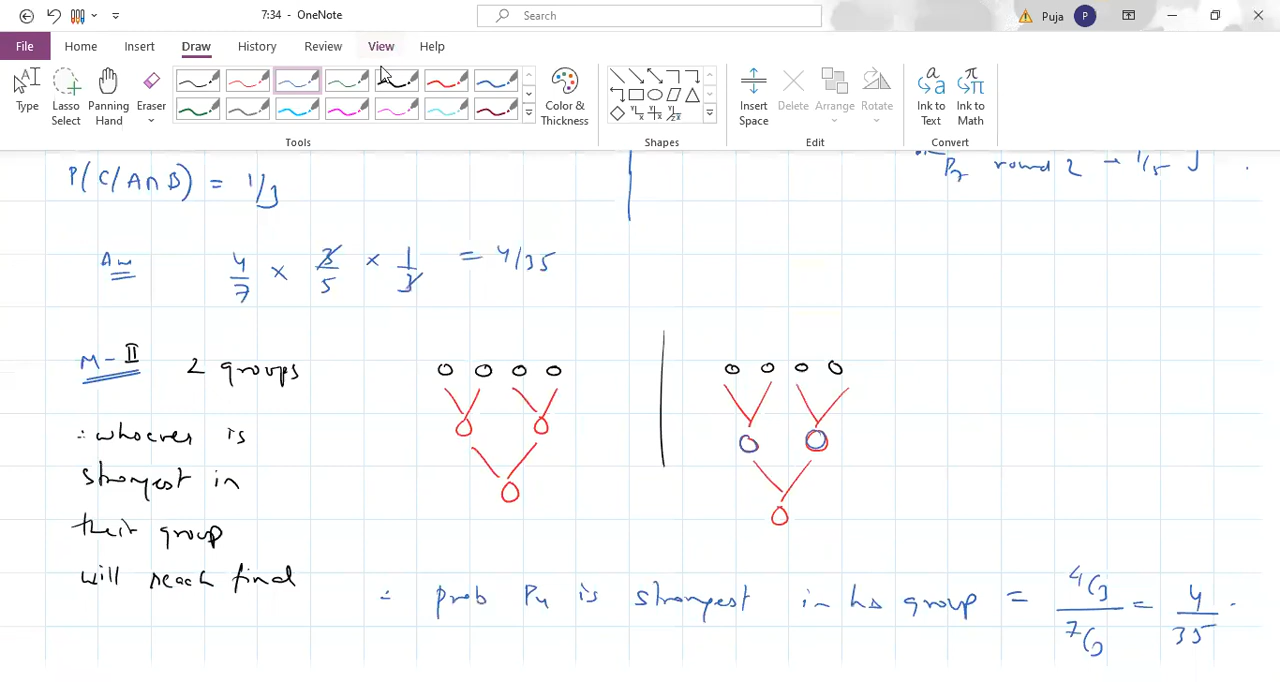 7:34 - OneNote
Search
Puja
P
File
Home
Insert
Draw
History
Review
View
Help
Type
Lasso Select
Panning Hand
Eraser
Color & Thickness
Insert Space
Delete
Arrange
Rotate
Ink to Text
Ink to Math
Tools
Shapes
Edit
Convert
P(C/A∩B) = 1/3
round 2 → 1/5
Ans 4/7 × 3/5 × 1/3 = 4/35
M-II 2 groups
∴ whoever is
strongest in
their group
will reach final
∴ prob P4 is strongest in his group = 4C3/7C3 = 4/35.